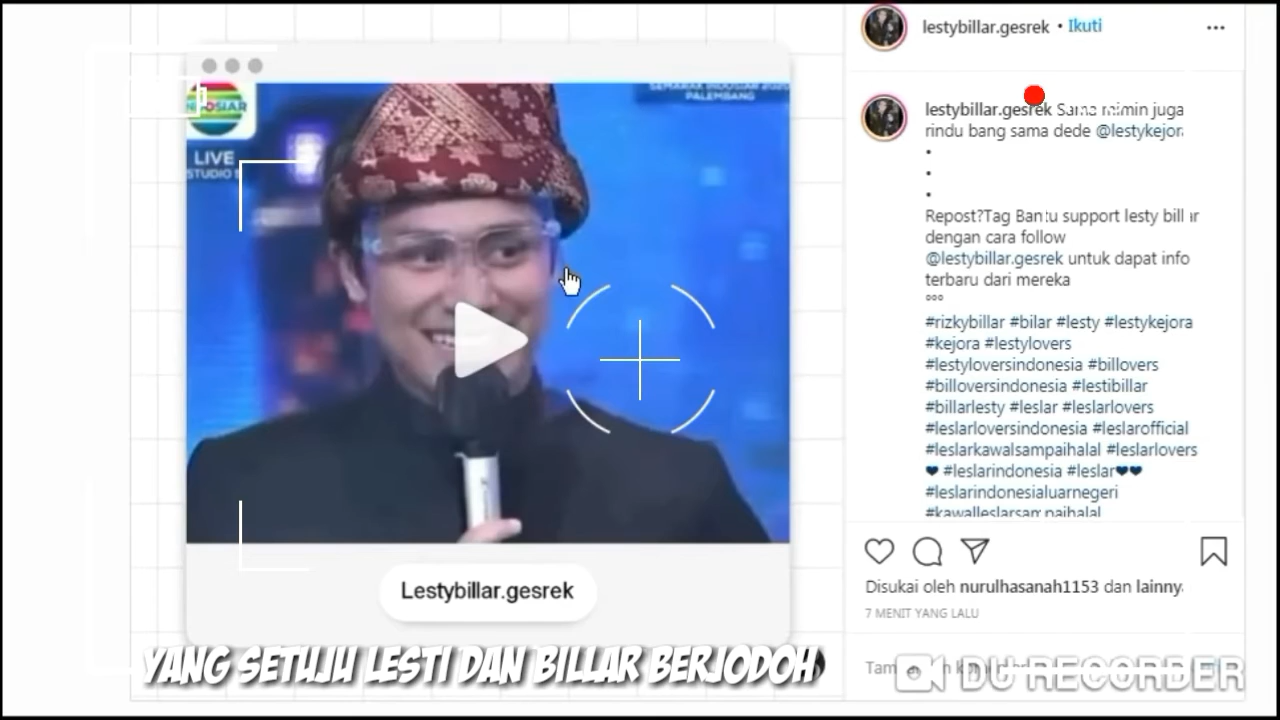 lestybillar.gesrek • Ikuti
INDOSIAR
LIVE
PALEMBANG
lestybillar.gesrek Sama mimin juga
rindu bang sama dede @lestykejora
•
•
•
Repost?Tag Bantu support lesty billar
dengan cara follow
@lestybillar.gesrek untuk dapat info
terbaru dari mereka
°°°
#rizkybillar #bilar #lesty #lestykejora
#kejora #lestylovers
#lestyloversindonesia #billovers
#billoversindonesia #lestibillar
#billarlesty #leslar #leslarlovers
#leslarloversindonesia #leslarofficial
#leslarkawalsampaihalal #leslarlovers
❤ #leslarindonesia #leslar❤❤
#leslarindonesialuarnegeri
#kawalleslarsampaihalal
Lestybillar.gesrek
Disukai oleh nurulhasanah1153 dan lainnya
7 MENIT YANG LALU
YANG SETUJU LESTI DAN BILLAR BERJODOH
DU RECORDER